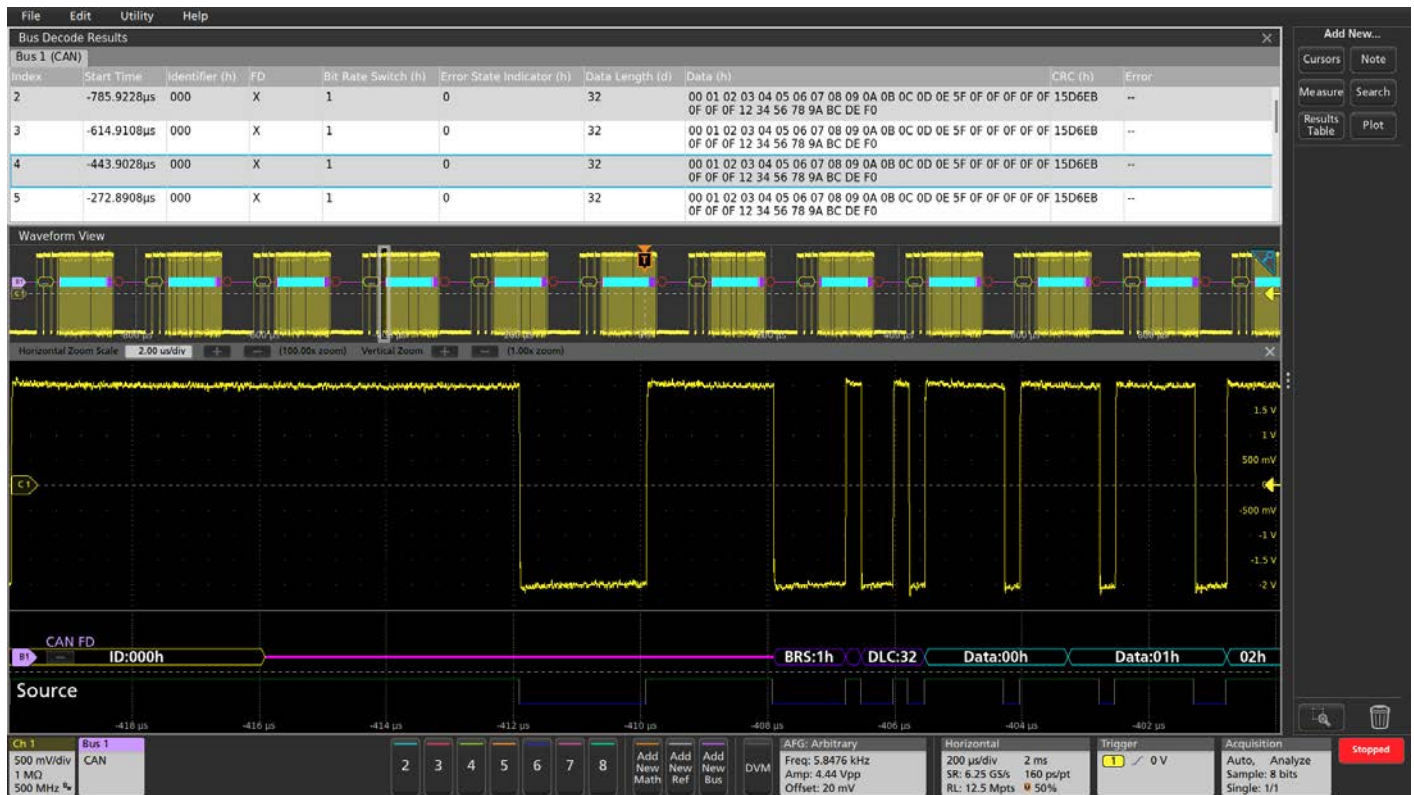 File Edit Utility Help
Add New...
Bus Decode Results
Bus 1 (CAN)
Cursors Note
Index Start Time Identifier (h) FD Bit Rate Switch (h) Error State Indicator (h) Data Length (d) Data (h) CRC (h) Error
2 -785.9228µs 000 X 1 0 32 00 01 02 03 04 05 06 07 08 09 0A 0B 0C 0D 0E 5F 0F 0F 0F 0F 0F 15D6EB --
0F 0F 0F 12 34 56 78 9A BC DE F0
Measure Search
3 -614.9108µs 000 X 1 0 32 00 01 02 03 04 05 06 07 08 09 0A 0B 0C 0D 0E 5F 0F 0F 0F 0F 0F 15D6EB --
0F 0F 0F 12 34 56 78 9A BC DE F0
Results Table Plot
4 -443.9028µs 000 X 1 0 32 00 01 02 03 04 05 06 07 08 09 0A 0B 0C 0D 0E 5F 0F 0F 0F 0F 0F 15D6EB --
0F 0F 0F 12 34 56 78 9A BC DE F0
5 -272.8908µs 000 X 1 0 32 00 01 02 03 04 05 06 07 08 09 0A 0B 0C 0D 0E 5F 0F 0F 0F 0F 0F 15D6EB --
0F 0F 0F 12 34 56 78 9A BC DE F0
Waveform View
T
B1
C1
Horizontal Zoom Scale 2.00 us/div + - (100.00x zoom) Vertical Zoom + - (1.00x zoom)
1.5 V
1 V
500 mV
C1
-500 mV
-1 V
-1.5 V
-2 V
CAN FD
B1 ID:000h BRS:1h DLC:32 Data:00h Data:01h 02h
Source
-418 µs -416 µs -414 µs -412 µs -410 µs -408 µs -406 µs -404 µs -402 µs
Ch 1
500 mV/div
1 MΩ
500 MHz
Bus 1
CAN
2 3 4 5 6 7 8
Add New Math
Add New Ref
Add New Bus
DVM
AFG: Arbitrary
Freq: 5.8476 kHz
Amp: 4.44 Vpp
Offset: 20 mV
Horizontal
200 µs/div 2 ms
SR: 6.25 GS/s 160 ps/pt
RL: 12.5 Mpts 50%
Trigger
1 0 V
Acquisition
Auto, Analyze
Sample: 8 bits
Single: 1/1
Stopped